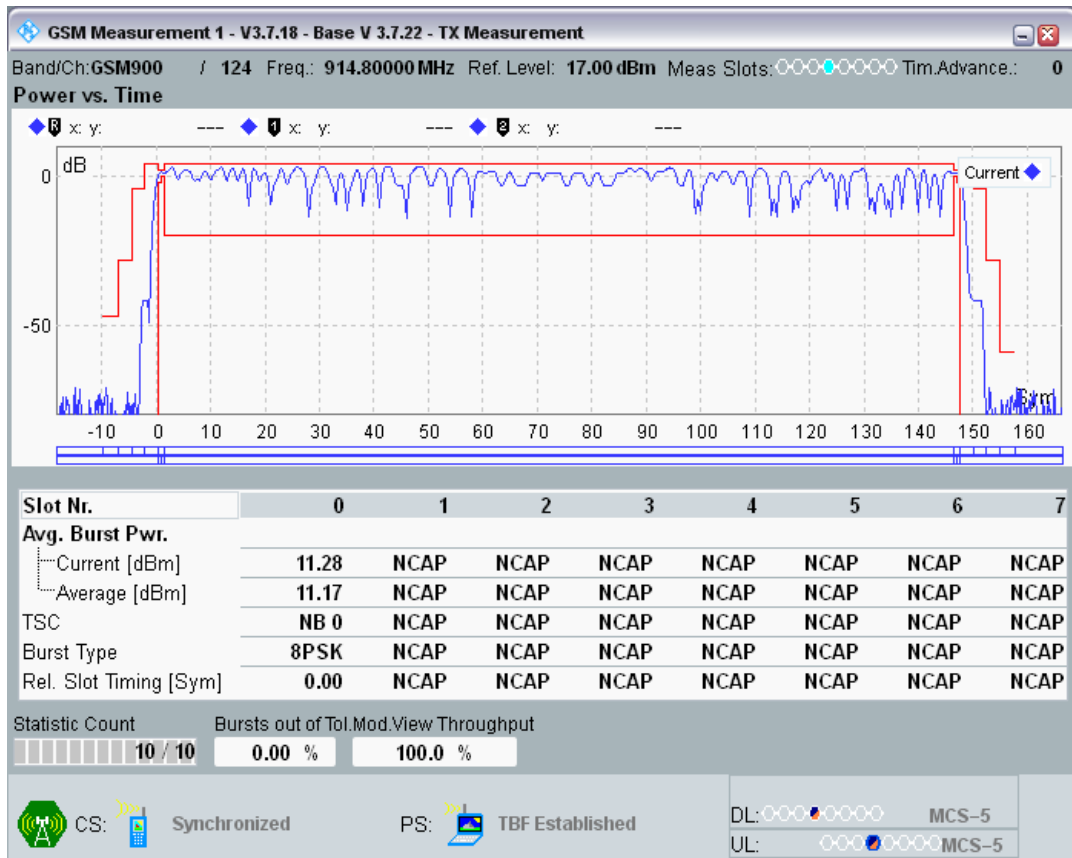 GSM Measurement 1 - V3.7.18 - Base V 3.7.22 - TX Measurement
Band/Ch:GSM900 / 124 Freq.: 914.80000 MHz Ref. Level: 17.00 dBm Meas Slots: Tim.Advance.: 0
Power vs. Time
R x: y: --- 1 x: y: --- 2 x: y: ---
dB
Current
0
-50
Sym
-10 0 10 20 30 40 50 60 70 80 90 100 110 120 130 140 150 160
Slot Nr. 0 1 2 3 4 5 6 7
Avg. Burst Pwr.
Current [dBm] 11.28 NCAP NCAP NCAP NCAP NCAP NCAP NCAP
Average [dBm] 11.17 NCAP NCAP NCAP NCAP NCAP NCAP NCAP
TSC NB 0 NCAP NCAP NCAP NCAP NCAP NCAP NCAP
Burst Type 8PSK NCAP NCAP NCAP NCAP NCAP NCAP NCAP
Rel. Slot Timing [Sym] 0.00 NCAP NCAP NCAP NCAP NCAP NCAP NCAP
Statistic Count Bursts out of Tol.Mod.View Throughput
10 / 10 0.00 % 100.0 %
CS: Synchronized PS: TBF Established
DL: MCS-5
UL: MCS-5